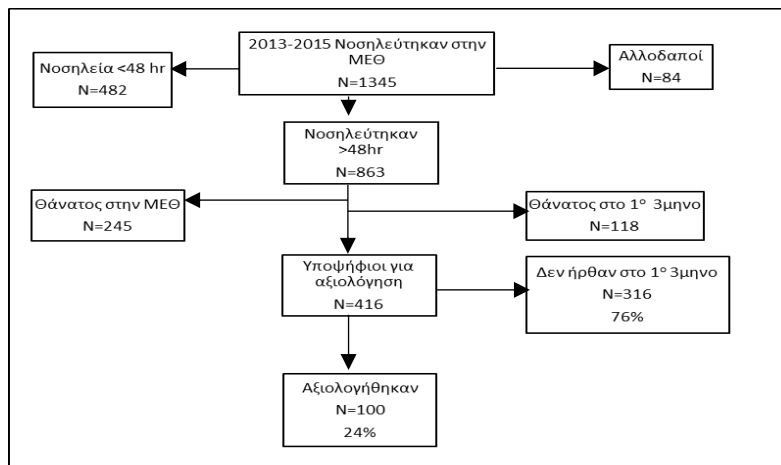 2013-2015 Νοσηλεύτηκαν στην
ΜΕΘ
N=1345
Νοσηλεία <48 hr
N=482
Αλλοδαποί
N=84
Νοσηλεύτηκαν
>48hr
N=863
Θάνατος στην ΜΕΘ
N=245
Θάνατος στο 1ο 3μηνο
N=118
Υποψήφιοι για
αξιολόγηση
N=416
Δεν ήρθαν στο 1ο 3μηνο
N=316
76%
Αξιολογήθηκαν
N=100
24%